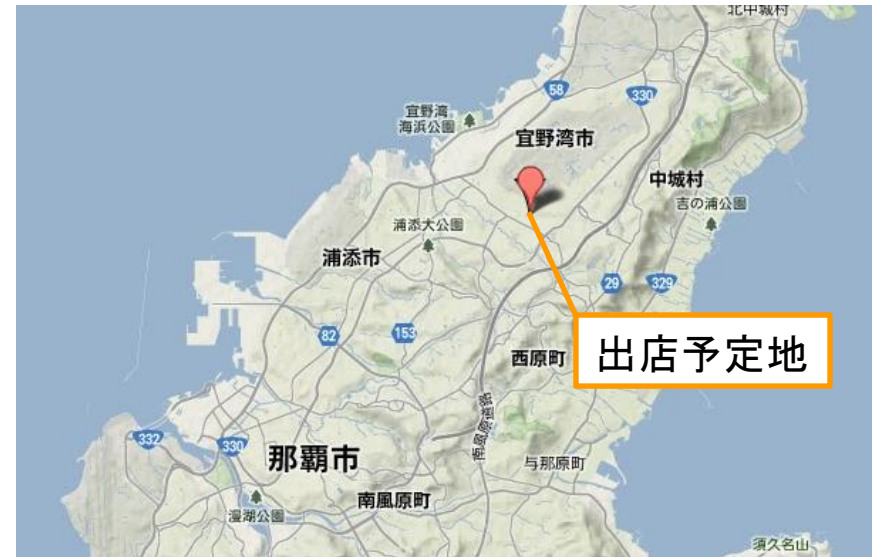 北中城村
58
330
宜野湾
海浜公園
宜野湾市
中城村
吉の浦公園
浦添大公園
浦添市
29
329
82
153
出店予定地
西原町
南風原道路
332
330
那覇市
与那原町
南風原町
漫湖公園
須久名山